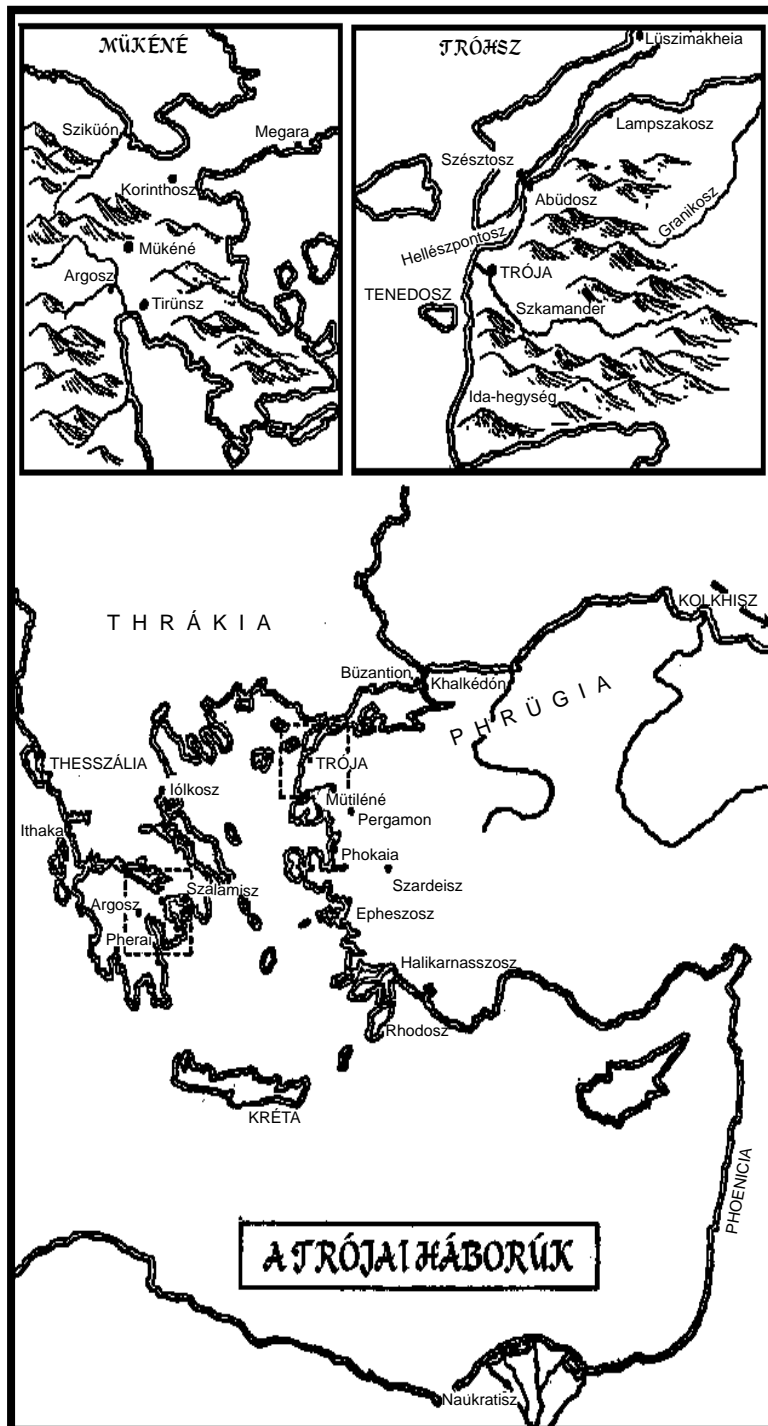 MÜKÉNÉ
Sziküón
Megara
Korinthosz
Mükéné
Argosz
Tirünsz
TRÓHSZ
Lüszimakheia
Lampszakosz
Szésztosz
Abüdosz
Granikosz
Hellészpontosz
TRÓJA
TENEDOSZ
Szkamander
Ida-hegység
KOLKHISZ
THRÁKIA
Büzantion
Khalkédón
PHRÜGIA
THESSZÁLIA
TRÓJA
Iólkosz
Mütiléné
Pergamon
Ithaka
Phokaia
Szardeisz
Szalamisz
Argosz
Epheszosz
Pherai
Halikarnasszosz
Rhodosz
KRÉTA
PHOENICIA
A TRÓJAI HÁBORÚK
Naukratisz